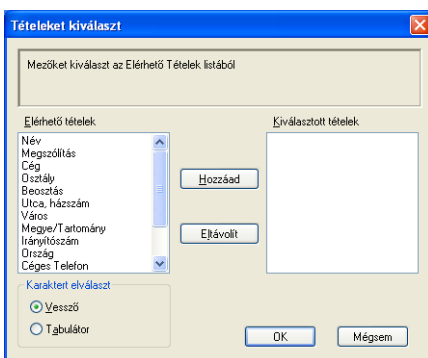 Tételeket kiválaszt
Mezőket kiválaszt az Elérhető Tételek listából
Elérhető tételek
Kiválasztott tételek
Név
Megszólítás
Cég
Osztály
Beosztás
Utca, házszám
Város
Megye/Tartomány
Irányítószám
Ország
Céges Telefon
Hozzáad
Eltávolít
Karaktert elválaszt
Vessző
Tabulátor
OK
Mégsem